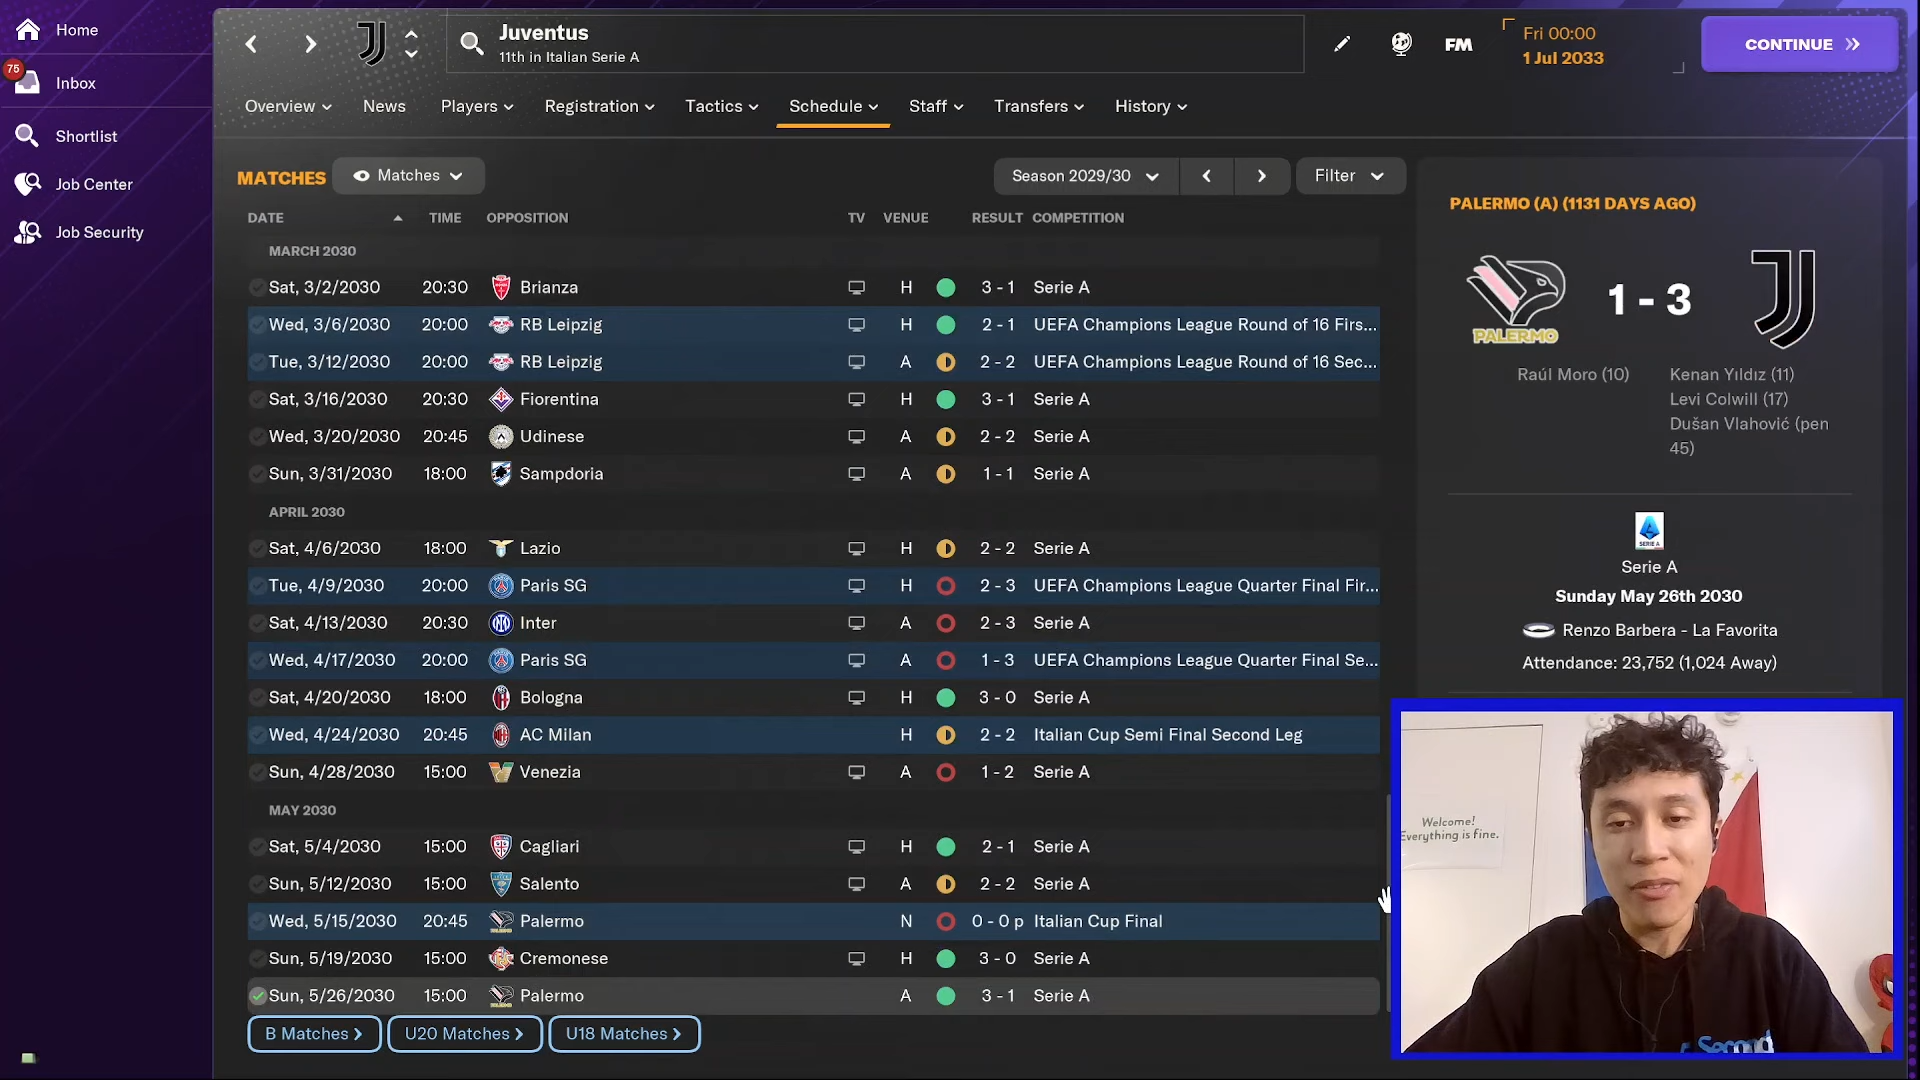 Home
75
Inbox
Shortlist
Job Center
Job Security
Juventus
11th in Italian Serie A
FM
Fri 00:00
1 Jul 2033
CONTINUE
Overview
News
Players
Registration
Tactics
Schedule
Staff
Transfers
History
MATCHES
Matches
Season 2029/30
Filter
DATE TIME OPPOSITION TV VENUE RESULT COMPETITION
MARCH 2030
Sat, 3/2/2030 20:30 Brianza H 3 - 1 Serie A
Wed, 3/6/2030 20:00 RB Leipzig H 2 - 1 UEFA Champions League Round of 16 Firs...
Tue, 3/12/2030 20:00 RB Leipzig A 2 - 2 UEFA Champions League Round of 16 Sec...
Sat, 3/16/2030 20:30 Fiorentina H 3 - 1 Serie A
Wed, 3/20/2030 20:45 Udinese A 2 - 2 Serie A
Sun, 3/31/2030 18:00 Sampdoria A 1 - 1 Serie A
APRIL 2030
Sat, 4/6/2030 18:00 Lazio H 2 - 2 Serie A
Tue, 4/9/2030 20:00 Paris SG H 2 - 3 UEFA Champions League Quarter Final Fir...
Sat, 4/13/2030 20:30 Inter A 2 - 3 Serie A
Wed, 4/17/2030 20:00 Paris SG A 1 - 3 UEFA Champions League Quarter Final Se...
Sat, 4/20/2030 18:00 Bologna H 3 - 0 Serie A
Wed, 4/24/2030 20:45 AC Milan H 2 - 2 Italian Cup Semi Final Second Leg
Sun, 4/28/2030 15:00 Venezia A 1 - 2 Serie A
MAY 2030
Sat, 5/4/2030 15:00 Cagliari H 2 - 1 Serie A
Sun, 5/12/2030 15:00 Salento A 2 - 2 Serie A
Wed, 5/15/2030 20:45 Palermo N 0 - 0 p Italian Cup Final
Sun, 5/19/2030 15:00 Cremonese H 3 - 0 Serie A
Sun, 5/26/2030 15:00 Palermo A 3 - 1 Serie A
B Matches
U20 Matches
U18 Matches
PALERMO (A) (1131 DAYS AGO)
PALERMO
1 - 3
Raúl Moro (10)
Kenan Yıldız (11)
Levi Colwill (17)
Dušan Vlahović (pen
45)
SERIE A
Serie A
Sunday May 26th 2030
Renzo Barbera - La Favorita
Attendance: 23,752 (1,024 Away)
Welcome!
Everything is fine.
Second